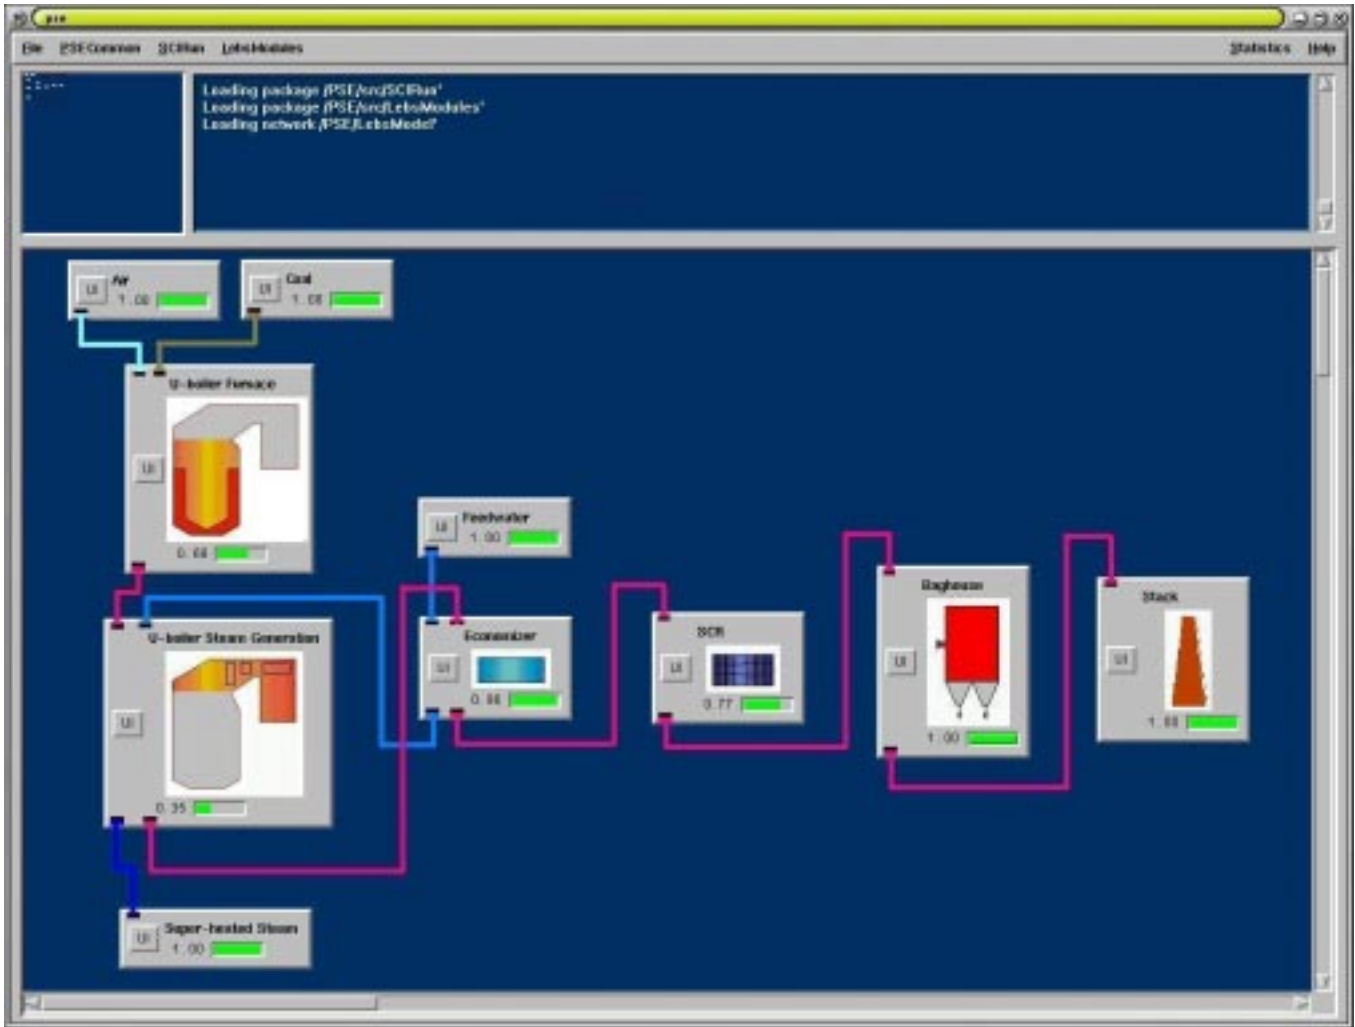 pse
File PSECommon SCIRun LebsModules Statistics Help
Loading package /PSE/src/SCIRun'
Loading package /PSE/src/LebsModules'
Loading network /PSE/LebsModel'
UI Air
1.00
UI Coal
1.00
U-boiler Furnace
UI
0.68
UI Feedwater
1.00
U-boiler Steam Generation
UI
0.35
Economizer
UI
SCR
UI
0.77
Baghouse
UI
1.00
Stack
UI
1.00
UI Super-heated Steam
1.00